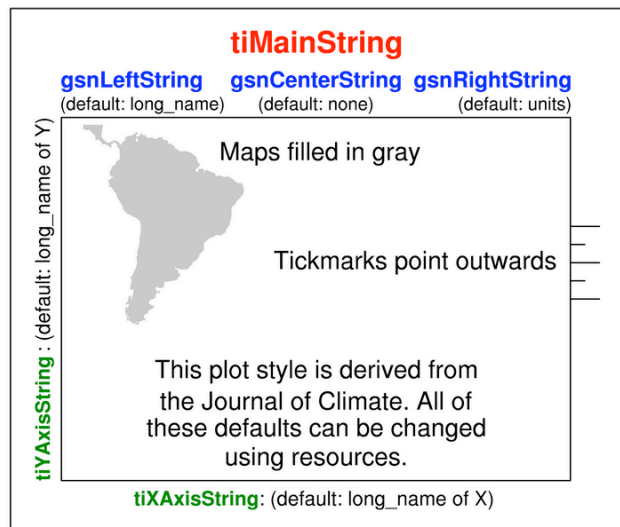 tiMainString
gsnLeftString gsnCenterString gsnRightString
(default: long_name) (default: none) (default: units)
tiYAxisString : (default: long_name of Y)
Maps filled in gray
Tickmarks point outwards
This plot style is derived from
the Journal of Climate. All of
these defaults can be changed
using resources.
tiXAxisString: (default: long_name of X)